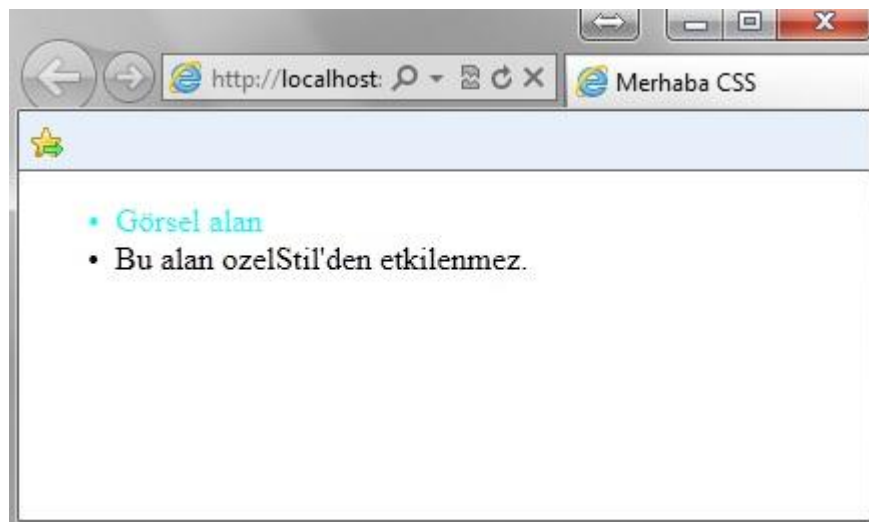 http://localhost:
Merhaba CSS
• Görsel alan
• Bu alan ozelStil'den etkilenmez.